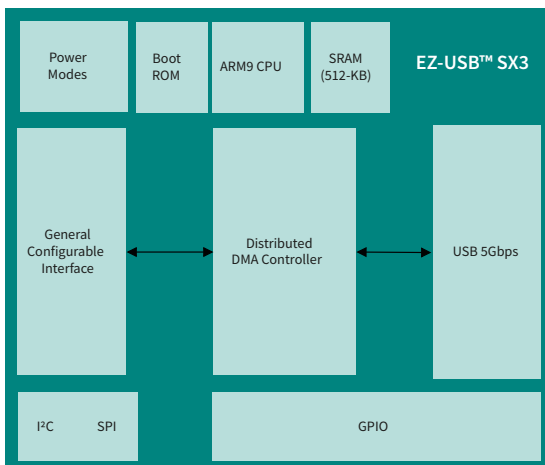 Power
Modes
Boot
ROM
ARM9 CPU
SRAM
(512-KB)
EZ-USB™ SX3
General
Configurable
Interface
Distributed
DMA Controller
USB 5Gbps
I²C SPI
GPIO